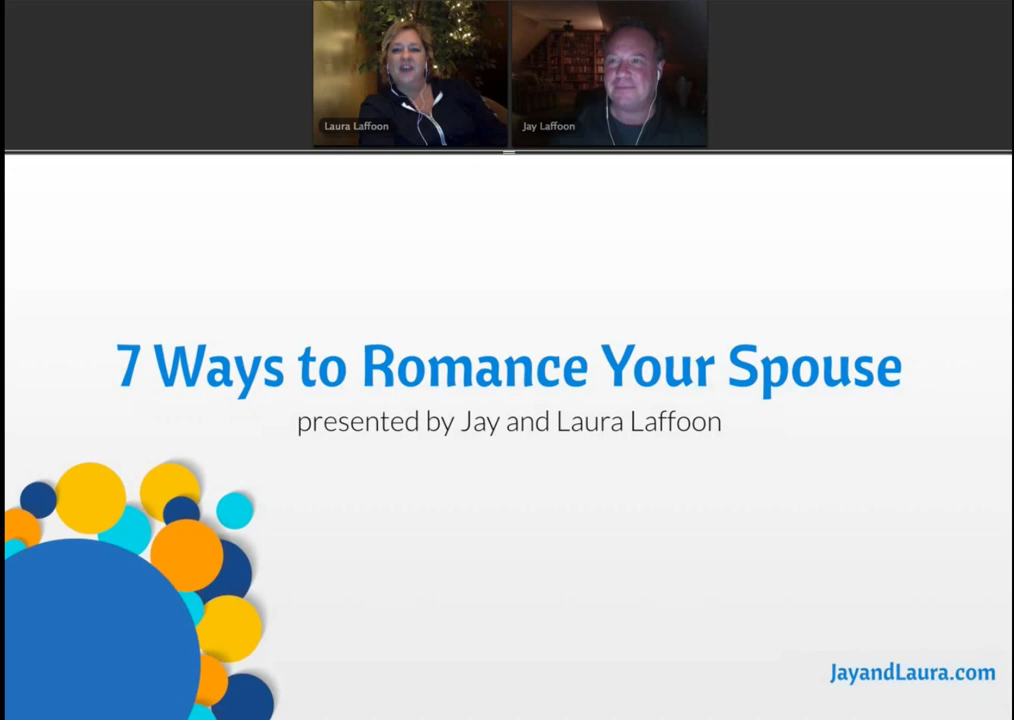 Laura Laffoon
Jay Laffoon
7 Ways to Romance Your Spouse
presented by Jay and Laura Laffoon
JayandLaura.com